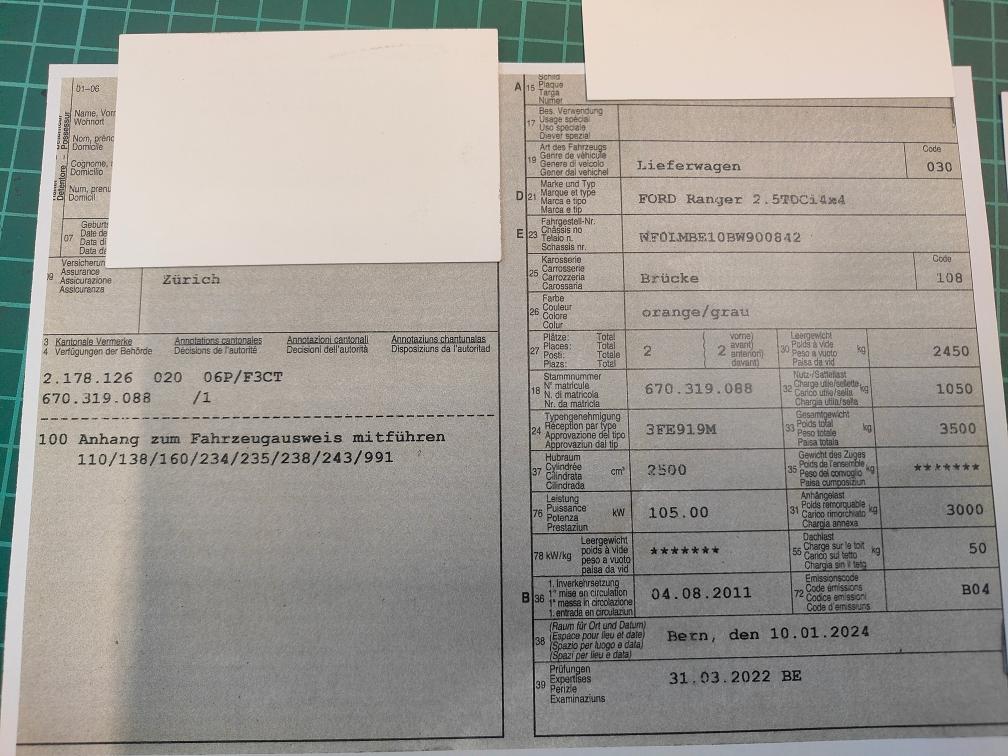 01-06
Name, Vor
Wohnort
Nom, prén
Domicile
Cognome, 
Domicilio
Num, prenu
Domicil
Detentore
Possessur
07
Geburt
Date de
Data di
Data da
09
Versicherun
Assurance
Assicurazione
Assicuranza
Zürich
3 Kantonale Vermerke Annotations cantonales Annotazioni cantonali Annotaziuns chantunalas
4 Verfügungen der Behörde Décisions de l'autorité Decisioni dell'autorità Disposiziuns da l'autoritad
2.178.126 020 06P/F3CT
670.319.088 /1
100 Anhang zum Fahrzeugausweis mitführen
110/138/160/234/235/238/243/991
A 15
Schild
Plaque
Targa
Numer
17
Bes. Verwendung
Usage spécial
Uso speciale
Diever spezial
19
Art des Fahrzeugs
Genre de véhicule
Genere di veicolo
Gener dal vehichel
Lieferwagen
Code
030
D 21
Marke und Typ
Marque et type
Marca e tipo
Marca e tip
FORD Ranger 2.5TDCi4x4
E 23
Fahrgestell-Nr.
Châssis no
Telaio n.
Schassis nr.
WF0LMBE10BW900842
25
Karosserie
Carrosserie
Carrozzeria
Carossaria
Brücke
Code
108
26
Farbe
Couleur
Colore
Colur
orange/grau
27
Plätze: Total
Places: Total
Posti: Totale
Plazs: Total
2
2
vorne)
avant)
anteriori)
davant)
30
Leergewicht
Poids à vide
Peso a vuoto
Paisa da vid
kg
2450
18
Stammnummer
N° matricule
N. di matricola
Nr. da matricla
670.319.088
32
Nutz-/Sattellast
Charge utile/sellette
Carico utile/sella
Chargia utila/sella
kg
1050
24
Typengenehmigung
Réception par type
Approvazione del tipo
Approvaziun dal tip
3FE919M
33
Gesamtgewicht
Poids total
Peso totale
Paisa totala
kg
3500
37
Hubraum
Cylindrée
Cilindrata
Cilindrada
cm³
2500
35
Gewicht des Zuges
Poids de l'ensemble
Peso del convoglio
Paisa cumposiziun
kg
*******
76
Leistung
Puissance
Potenza
Prestaziun
kW
105.00
31
Anhängelast
Poids remorquable
Carico rimorchiato
Chargia annexa
kg
3000
78 kW/kg
Leergewicht
poids à vide
peso a vuoto
paisa da vid
*******
55
Dachlast
Charge sur le toit
Carico sul tetto
Chargia sin il tetg
kg
50
B 36
1. Inverkehrsetzung
1re mise en circulation
1a messa in circolazione
1. entrada en circulaziun
04.08.2011
72
Emissionscode
Code émissions
Codice emissioni
Code d'emissiuns
B04
38
(Raum für Ort und Datum)
(Espace pour lieu et date)
(Spazio per luogo e data)
(Spazi per lieu e data)
Bern, den 10.01.2024
39
Prüfungen
Expertises
Perizie
Examinaziuns
31.03.2022 BE